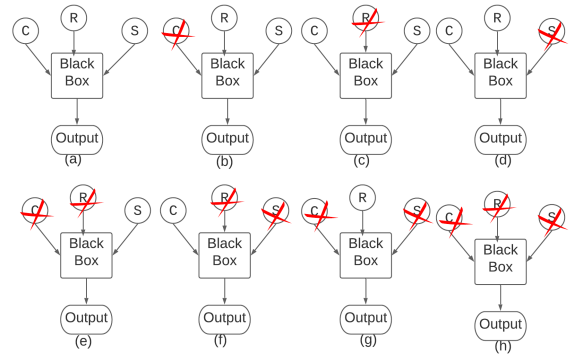 C R S C R S C R S C R S
Black Black Black Black
Box Box Box Box
Output Output Output Output
(a) (b) (c) (d)
C R S C R S C R S C R S
Black Black Black Black
Box Box Box Box
Output Output Output Output
(e) (f) (g) (h)